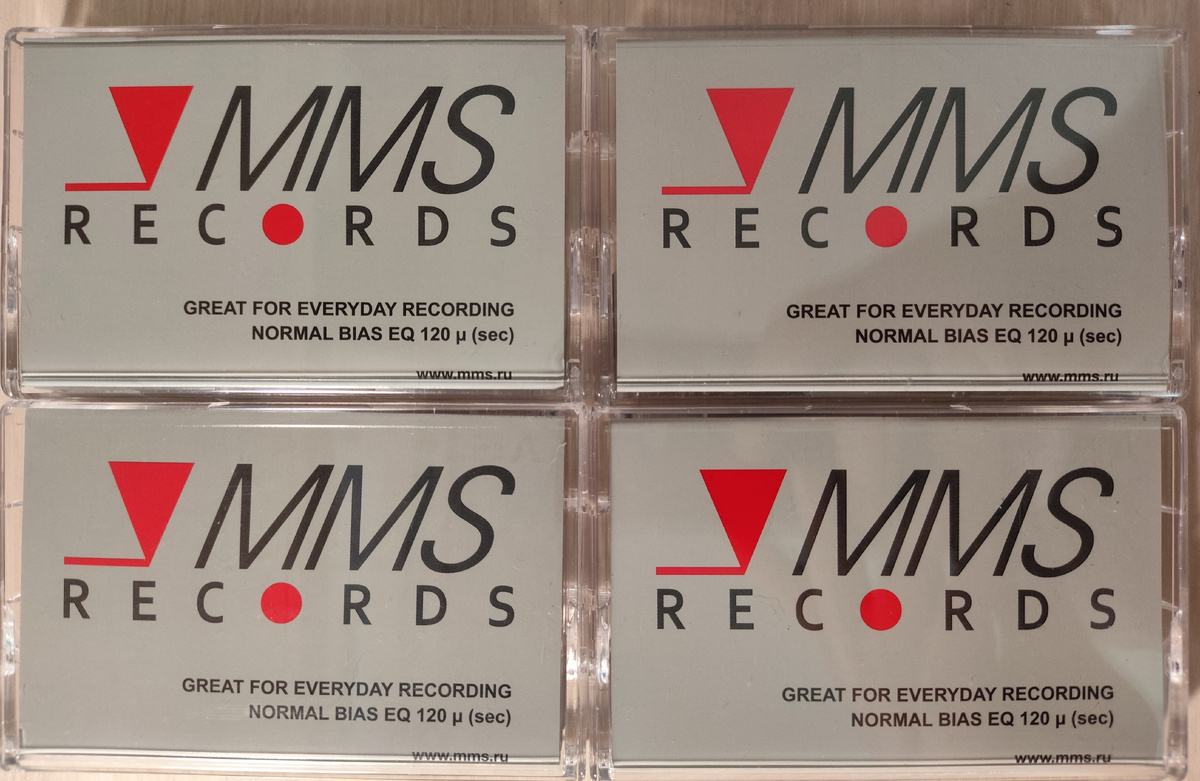 MMS
RECORDS
GREAT FOR EVERYDAY RECORDING
NORMAL BIAS EQ 120 µ (sec)
www.mms.ru
MMS
RECORDS
GREAT FOR EVERYDAY RECORDING
NORMAL BIAS EQ 120 µ (sec)
www.mms.ru
MMS
RECORDS
GREAT FOR EVERYDAY RECORDING
NORMAL BIAS EQ 120 µ (sec)
www.mms.ru
MMS
RECORDS
GREAT FOR EVERYDAY RECORDING
NORMAL BIAS EQ 120 µ (sec)
www.mms.ru